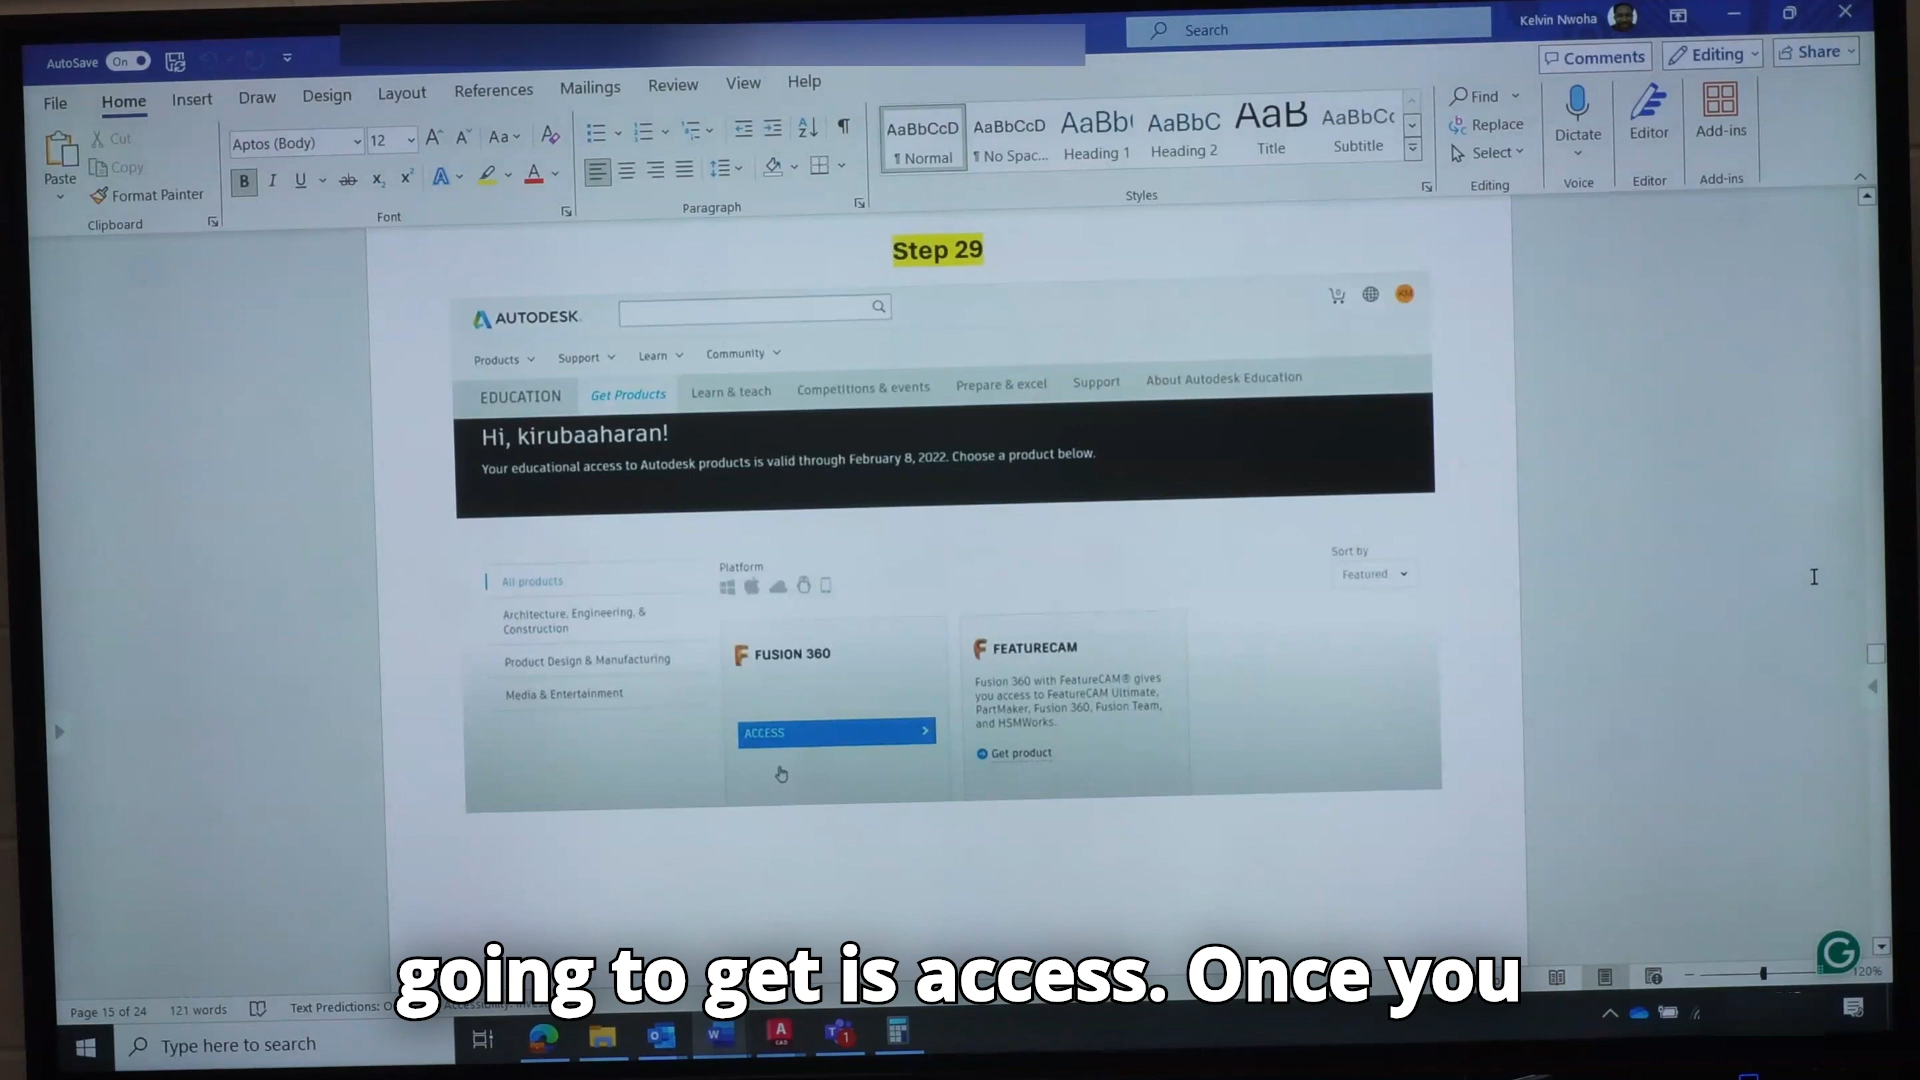 AutoSave On
Search
Kelvin Nwoha
File Home Insert Draw Design Layout References Mailings Review View Help
Comments Editing Share
Paste
Cut
Copy
Format Painter
Clipboard
Aptos (Body) 12
Aa
B I U ab x₂ x² A A
Font
Paragraph
AaBbCcD AaBbCcD AaBb( AaBbC AaB AaBbCc
¶ Normal ¶ No Spac... Heading 1 Heading 2 Title Subtitle
Styles
Find
Replace
Select
Editing
Dictate
Voice
Editor
Editor
Add-ins
Add-ins
Step 29
AUTODESK.
KM
Products Support Learn Community
EDUCATION Get Products Learn & teach Competitions & events Prepare & excel Support About Autodesk Education
Hi, kirubaaharan!
Your educational access to Autodesk products is valid through February 8, 2022. Choose a product below.
All products
Architecture, Engineering, &
Construction
Product Design & Manufacturing
Media & Entertainment
Platform
Sort by
Featured
FUSION 360
ACCESS
FEATURECAM
Fusion 360 with FeatureCAM® gives
you access to FeatureCAM Ultimate,
PartMaker, Fusion 360, Fusion Team,
and HSMWorks.
Get product
going to get is access. Once you
Page 15 of 24 121 words Text Predictions: O
120%
Type here to search